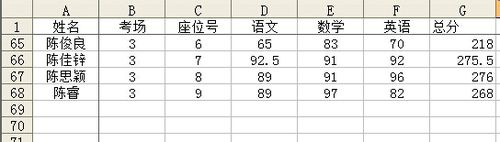 A B C D E F G
1 姓名 考场 座位号 语文 数学 英语 总分
65 陈俊良 3 6 65 83 70 218
66 陈佳锌 3 7 92.5 91 92 275.5
67 陈思颖 3 8 89 91 96 276
68 陈睿 3 9 89 97 82 268
69
70
71